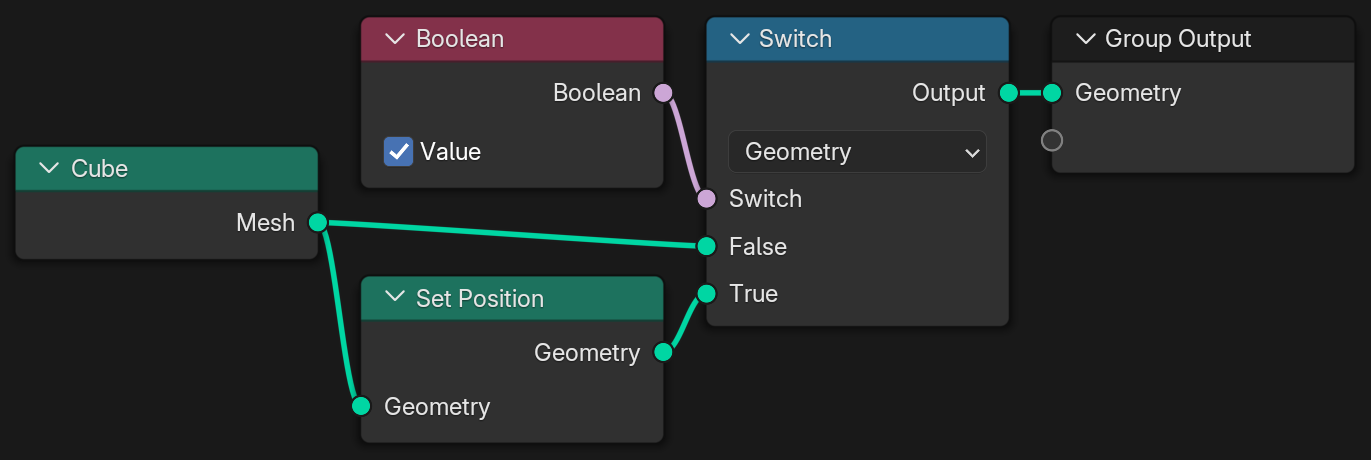 Cube
Mesh
Boolean
Boolean
Value
Set Position
Geometry
Geometry
Switch
Output
Geometry
Switch
False
True
Group Output
Geometry